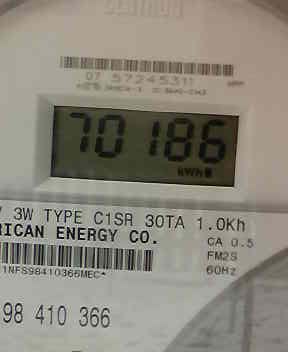 07 57245311
70186
kWh
V 3W TYPE C1SR 30TA 1.0Kh
RICAN ENERGY CO.
CA 0.5
FM2S
60Hz
1NFS98410366MEC*
98 410 366